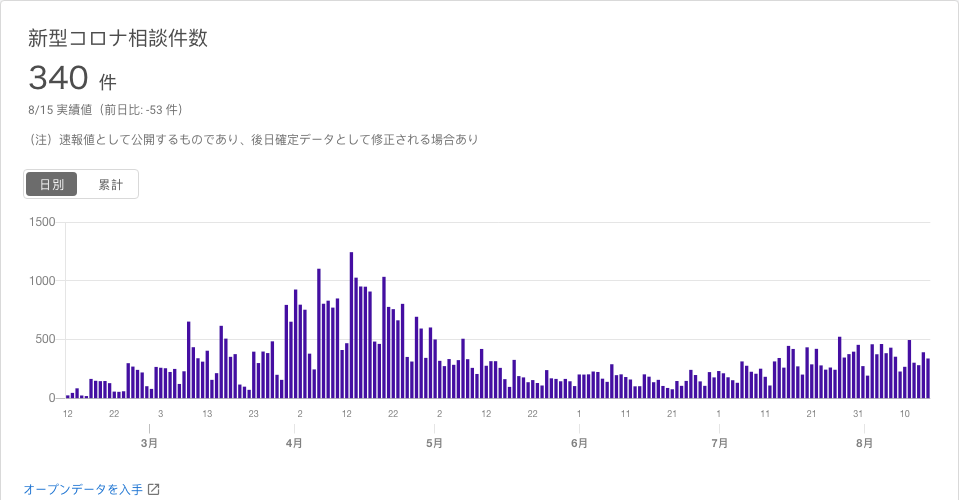 新型コロナ相談件数
340 件
8/15 実績値（前日比: -53 件）
（注）速報値として公開するものであり、後日確定データとして修正される場合あり
日別 累計
1500
1000
500
0
12 22 3 13 23 2 12 22 2 12 22 1 11 21 1 11 21 31 10
3月 4月 5月 6月 7月 8月
オープンデータを入手